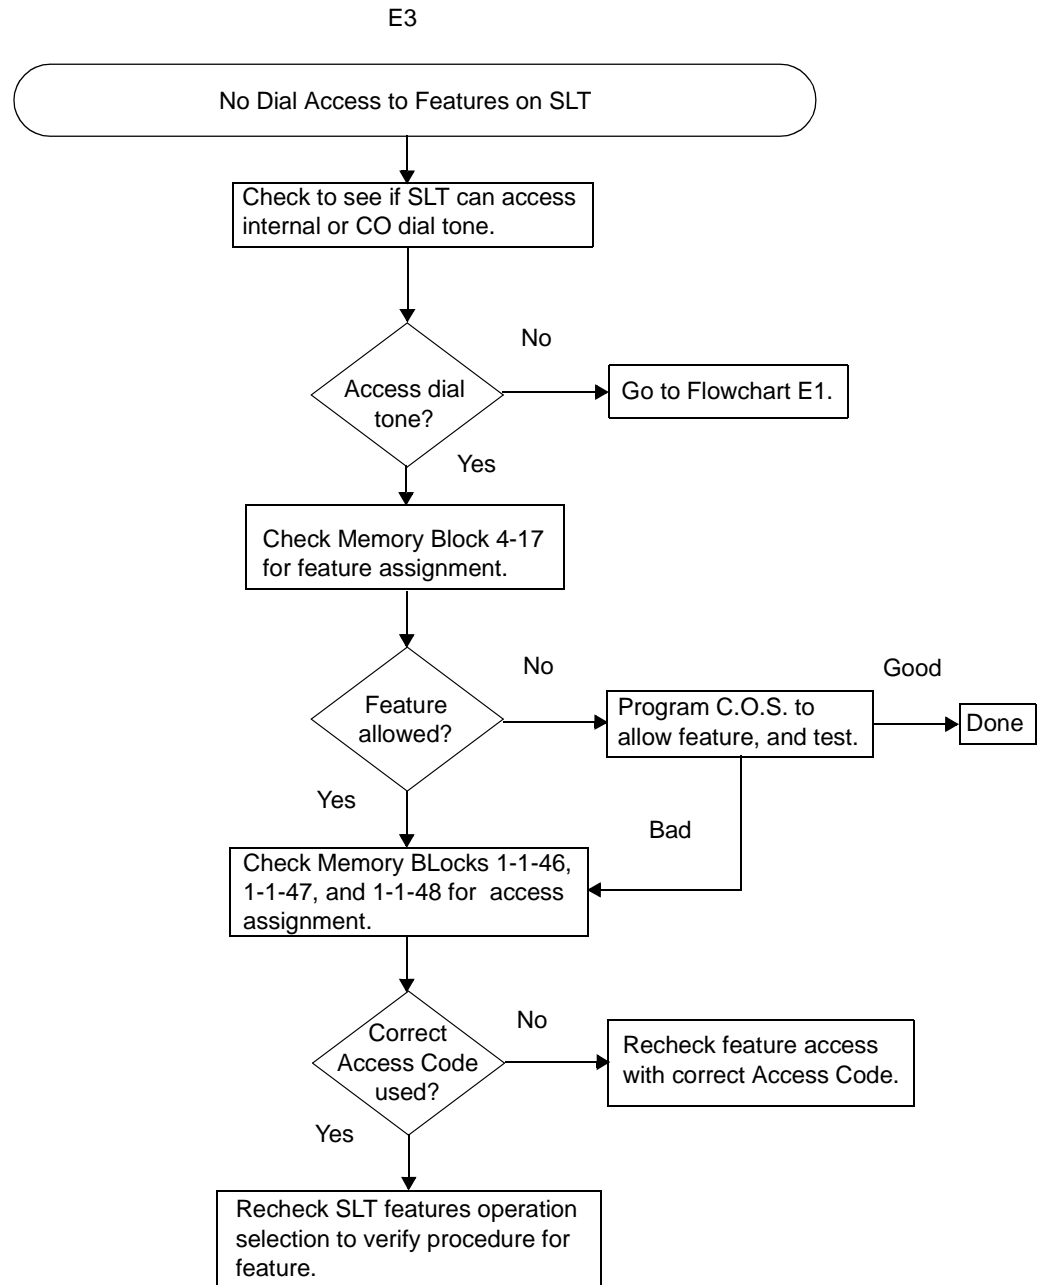 E3
No Dial Access to Features on SLT
Check to see if SLT can access
internal or CO dial tone.
No
Access dial
tone?
Go to Flowchart E1.
Yes
Check Memory Block 4-17
for feature assignment.
No
Good
Feature
allowed?
Program C.O.S. to
allow feature, and test.
Done
Yes
Bad
Check Memory BLocks 1-1-46,
1-1-47, and 1-1-48 for  access
assignment.
No
Correct
Access Code
used?
Recheck feature access
with correct Access Code.
Yes
Recheck SLT features operation
selection to verify procedure for
feature.